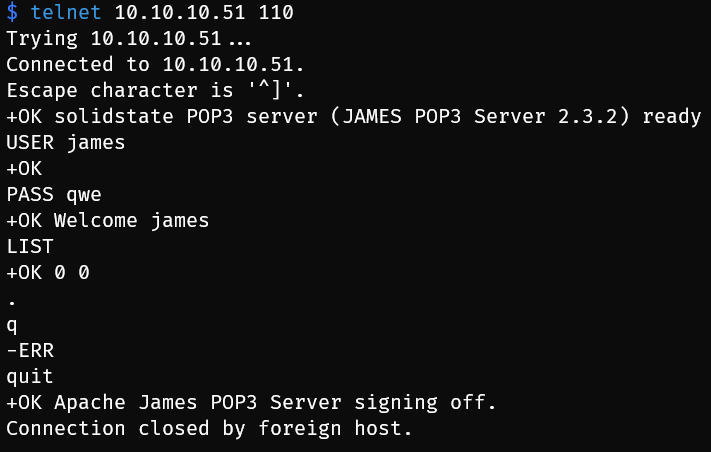 $ telnet 10.10.10.51 110
Trying 10.10.10.51...
Connected to 10.10.10.51.
Escape character is '^]'.
+OK solidstate POP3 server (JAMES POP3 Server 2.3.2) ready
USER james
+OK
PASS qwe
+OK Welcome james
LIST
+OK 0 0
.
q
-ERR
quit
+OK Apache James POP3 Server signing off.
Connection closed by foreign host.